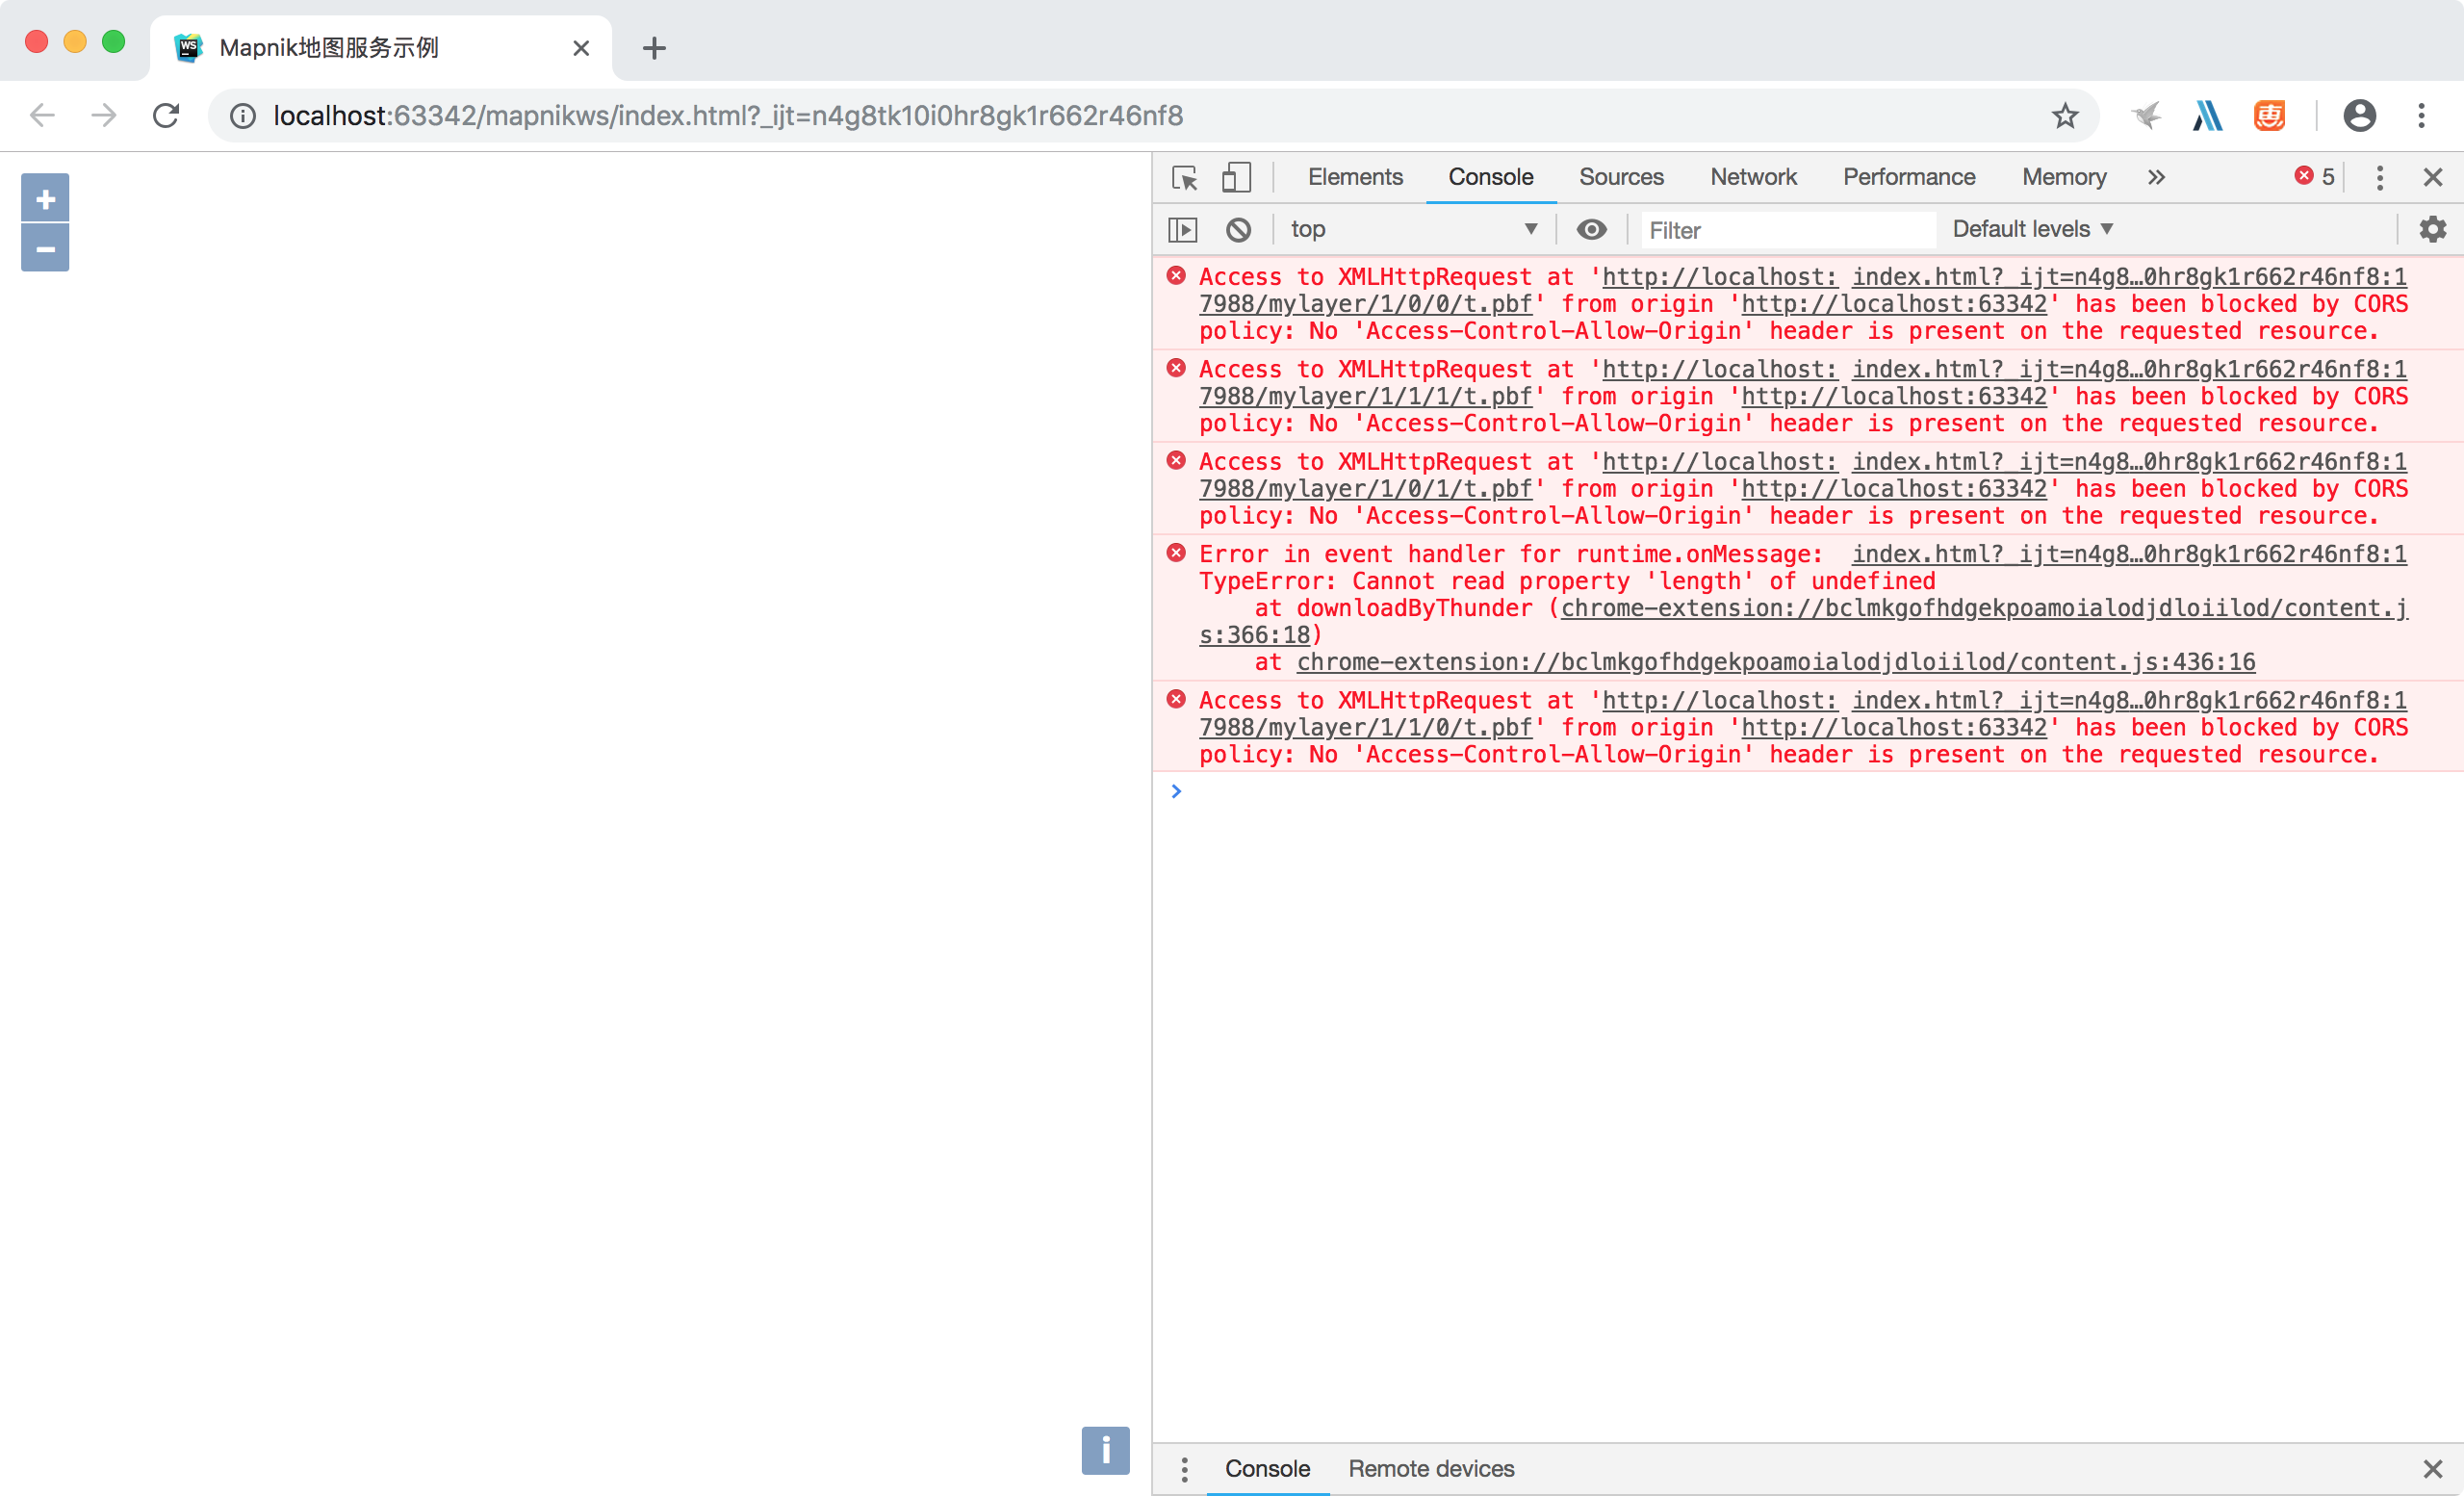 WS
Mapnik地图服务示例
localhost:63342/mapnikws/index.html?_ijt=n4g8tk10i0hr8gk1r662r46nf8
惠
+
−
i
Elements Console Sources Network Performance Memory » 5
top Filter Default levels
Access to XMLHttpRequest at 'http://localhost: index.html?_ijt=n4g8…0hr8gk1r662r46nf8:1
7988/mylayer/1/0/0/t.pbf' from origin 'http://localhost:63342' has been blocked by CORS
policy: No 'Access-Control-Allow-Origin' header is present on the requested resource.
Access to XMLHttpRequest at 'http://localhost: index.html?_ijt=n4g8…0hr8gk1r662r46nf8:1
7988/mylayer/1/1/1/t.pbf' from origin 'http://localhost:63342' has been blocked by CORS
policy: No 'Access-Control-Allow-Origin' header is present on the requested resource.
Access to XMLHttpRequest at 'http://localhost: index.html?_ijt=n4g8…0hr8gk1r662r46nf8:1
7988/mylayer/1/0/1/t.pbf' from origin 'http://localhost:63342' has been blocked by CORS
policy: No 'Access-Control-Allow-Origin' header is present on the requested resource.
Error in event handler for runtime.onMessage: index.html?_ijt=n4g8…0hr8gk1r662r46nf8:1
TypeError: Cannot read property 'length' of undefined
at downloadByThunder (chrome-extension://bclmkgofhdgekpoamoialodjdloiilod/content.j
s:366:18)
at chrome-extension://bclmkgofhdgekpoamoialodjdloiilod/content.js:436:16
Access to XMLHttpRequest at 'http://localhost: index.html?_ijt=n4g8…0hr8gk1r662r46nf8:1
7988/mylayer/1/1/0/t.pbf' from origin 'http://localhost:63342' has been blocked by CORS
policy: No 'Access-Control-Allow-Origin' header is present on the requested resource.
Console Remote devices